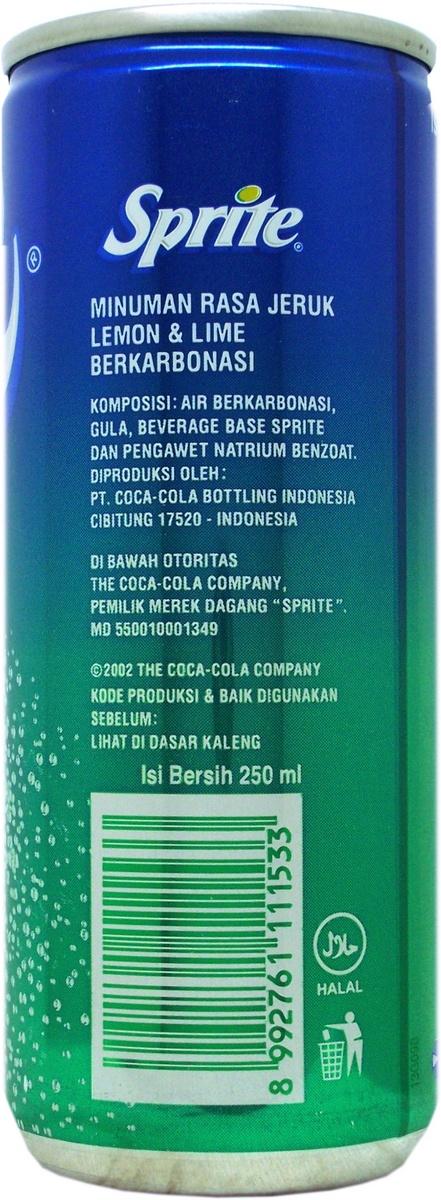 Sprite®
®
MINUMAN RASA JERUK
LEMON & LIME
BERKARBONASI
KOMPOSISI: AIR BERKARBONASI,
GULA, BEVERAGE BASE SPRITE
DAN PENGAWET NATRIUM BENZOAT.
DIPRODUKSI OLEH:
PT. COCA-COLA BOTTLING INDONESIA
CIBITUNG 17520 - INDONESIA
DI BAWAH OTORITAS
THE COCA-COLA COMPANY,
PEMILIK MEREK DAGANG "SPRITE".
MD 550010001349
©2002 THE COCA-COLA COMPANY
KODE PRODUKSI & BAIK DIGUNAKAN
SEBELUM:
LIHAT DI DASAR KALENG
Isi Bersih 250 ml
8 992761 111533
حلال
HALAL